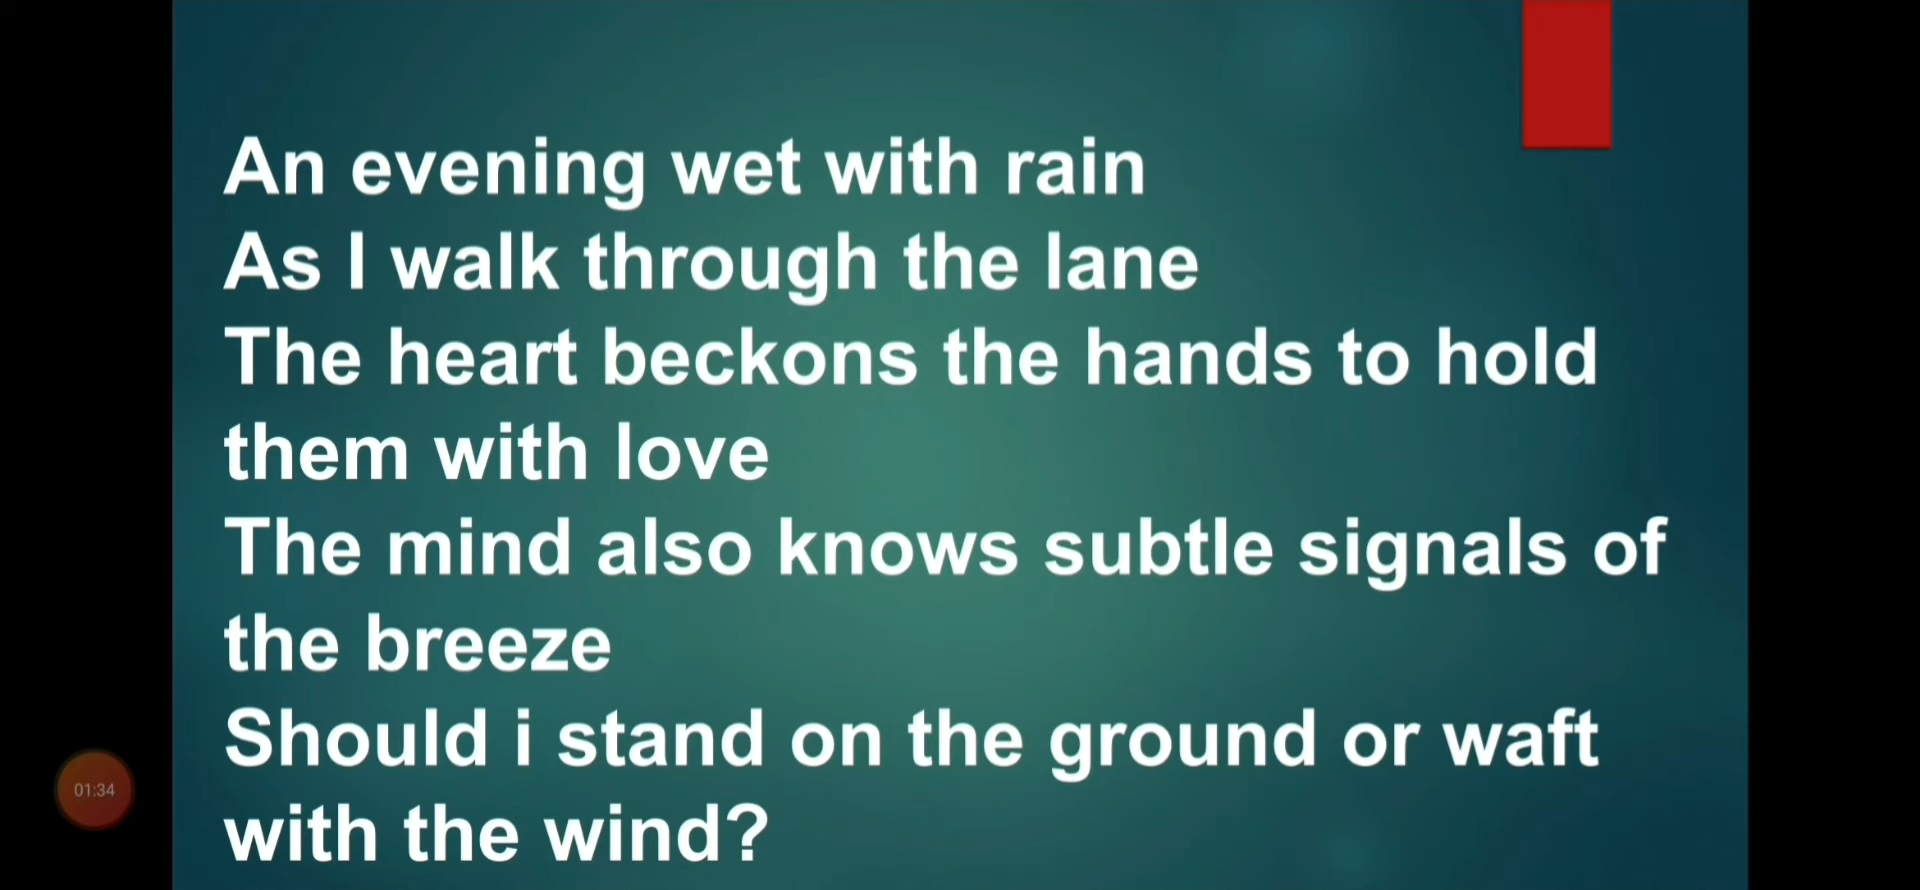 An evening wet with rain
As I walk through the lane
The heart beckons the hands to hold
them with love
The mind also knows subtle signals of
the breeze
Should i stand on the ground or waft
with the wind?
01:34